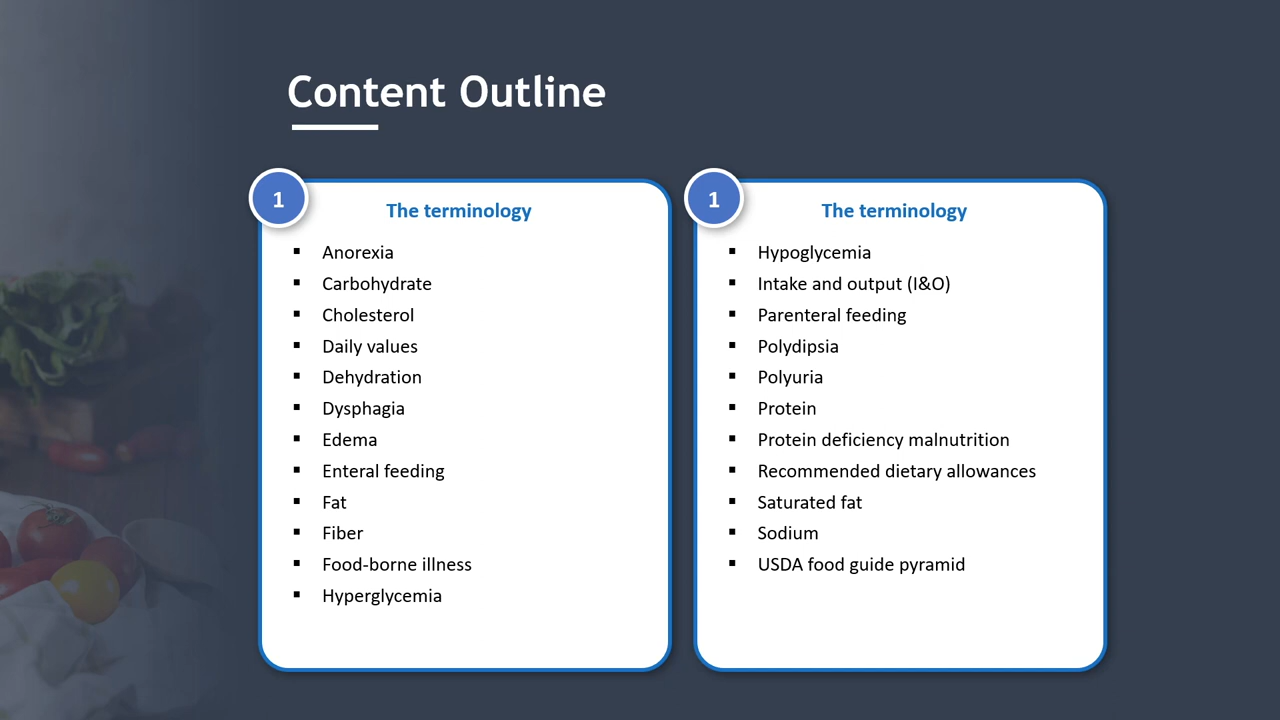 Content Outline
1
The terminology
▪ Anorexia
▪ Carbohydrate
▪ Cholesterol
▪ Daily values
▪ Dehydration
▪ Dysphagia
▪ Edema
▪ Enteral feeding
▪ Fat
▪ Fiber
▪ Food-borne illness
▪ Hyperglycemia
1
The terminology
▪ Hypoglycemia
▪ Intake and output (I&O)
▪ Parenteral feeding
▪ Polydipsia
▪ Polyuria
▪ Protein
▪ Protein deficiency malnutrition
▪ Recommended dietary allowances
▪ Saturated fat
▪ Sodium
▪ USDA food guide pyramid